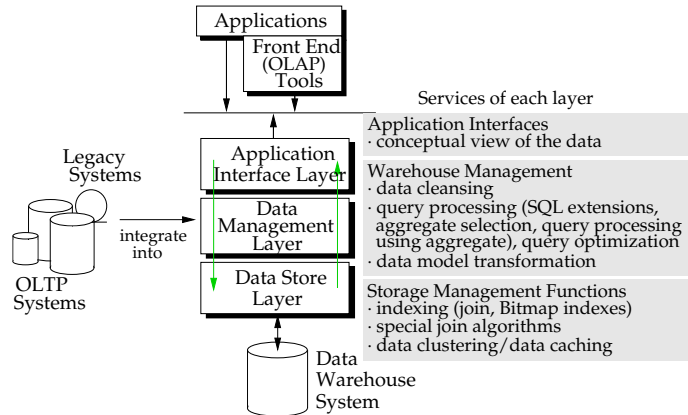 Applications
Front End
(OLAP)
Tools
Services of each layer
Application Interfaces
· conceptual view of the data
Legacy
Systems
Application
Interface Layer
Warehouse Management
· data cleansing
· query processing (SQL extensions,
aggregate selection, query processing
using aggregate), query optimization
· data model transformation
integrate
into
Data
Management
Layer
OLTP
Systems
Data Store
Layer
Storage Management Functions
· indexing (join, Bitmap indexes)
· special join algorithms
· data clustering/data caching
Data
Warehouse
System